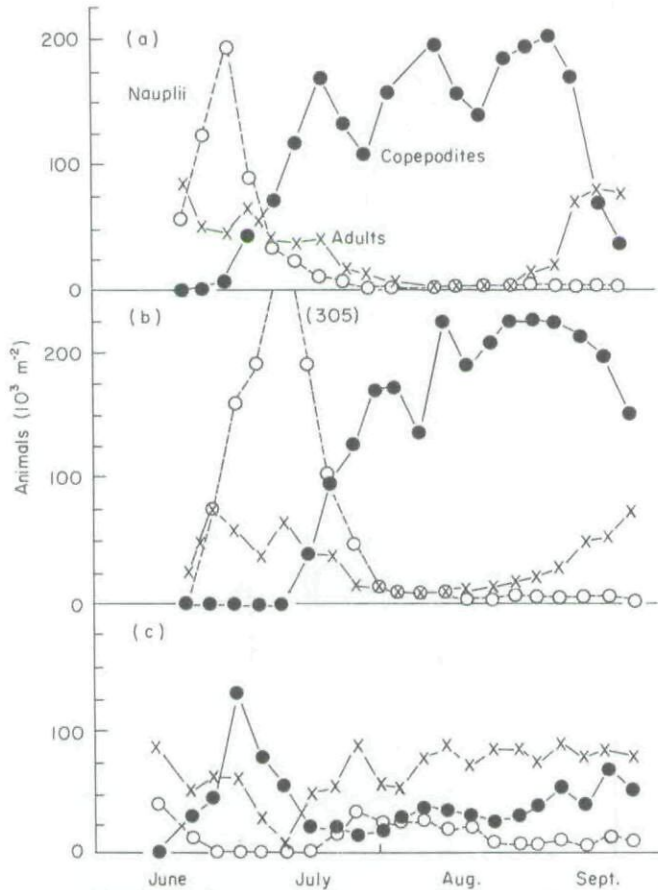 200
(a)
Nauplii
100
Copepodites
Adults
0
(b)
(305)
200
Animals (10³ m⁻²)
100
0
(c)
100
0
June July Aug. Sept.